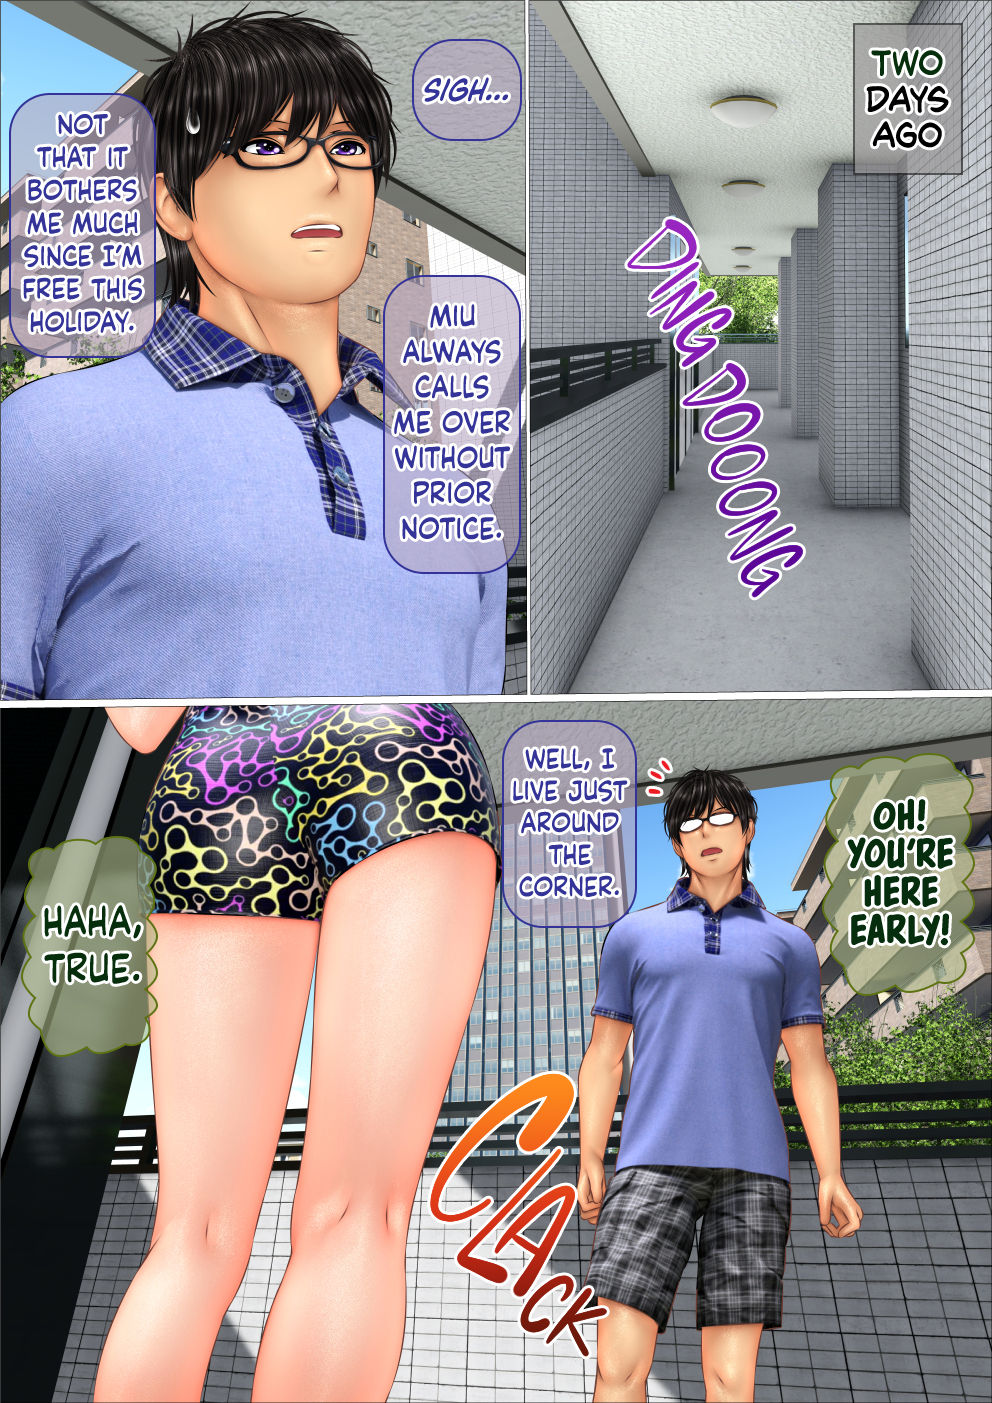 TWO
DAYS
AGO
DING DOOONG
SIGH...
MIU
ALWAYS
CALLS
ME OVER
WITHOUT
PRIOR
NOTICE.
NOT
THAT IT
BOTHERS
ME MUCH
SINCE I'M
FREE THIS
HOLIDAY.
CLACK
OH!
YOU'RE
HERE
EARLY!
WELL, I
LIVE JUST
AROUND
THE
CORNER.
HAHA,
TRUE.